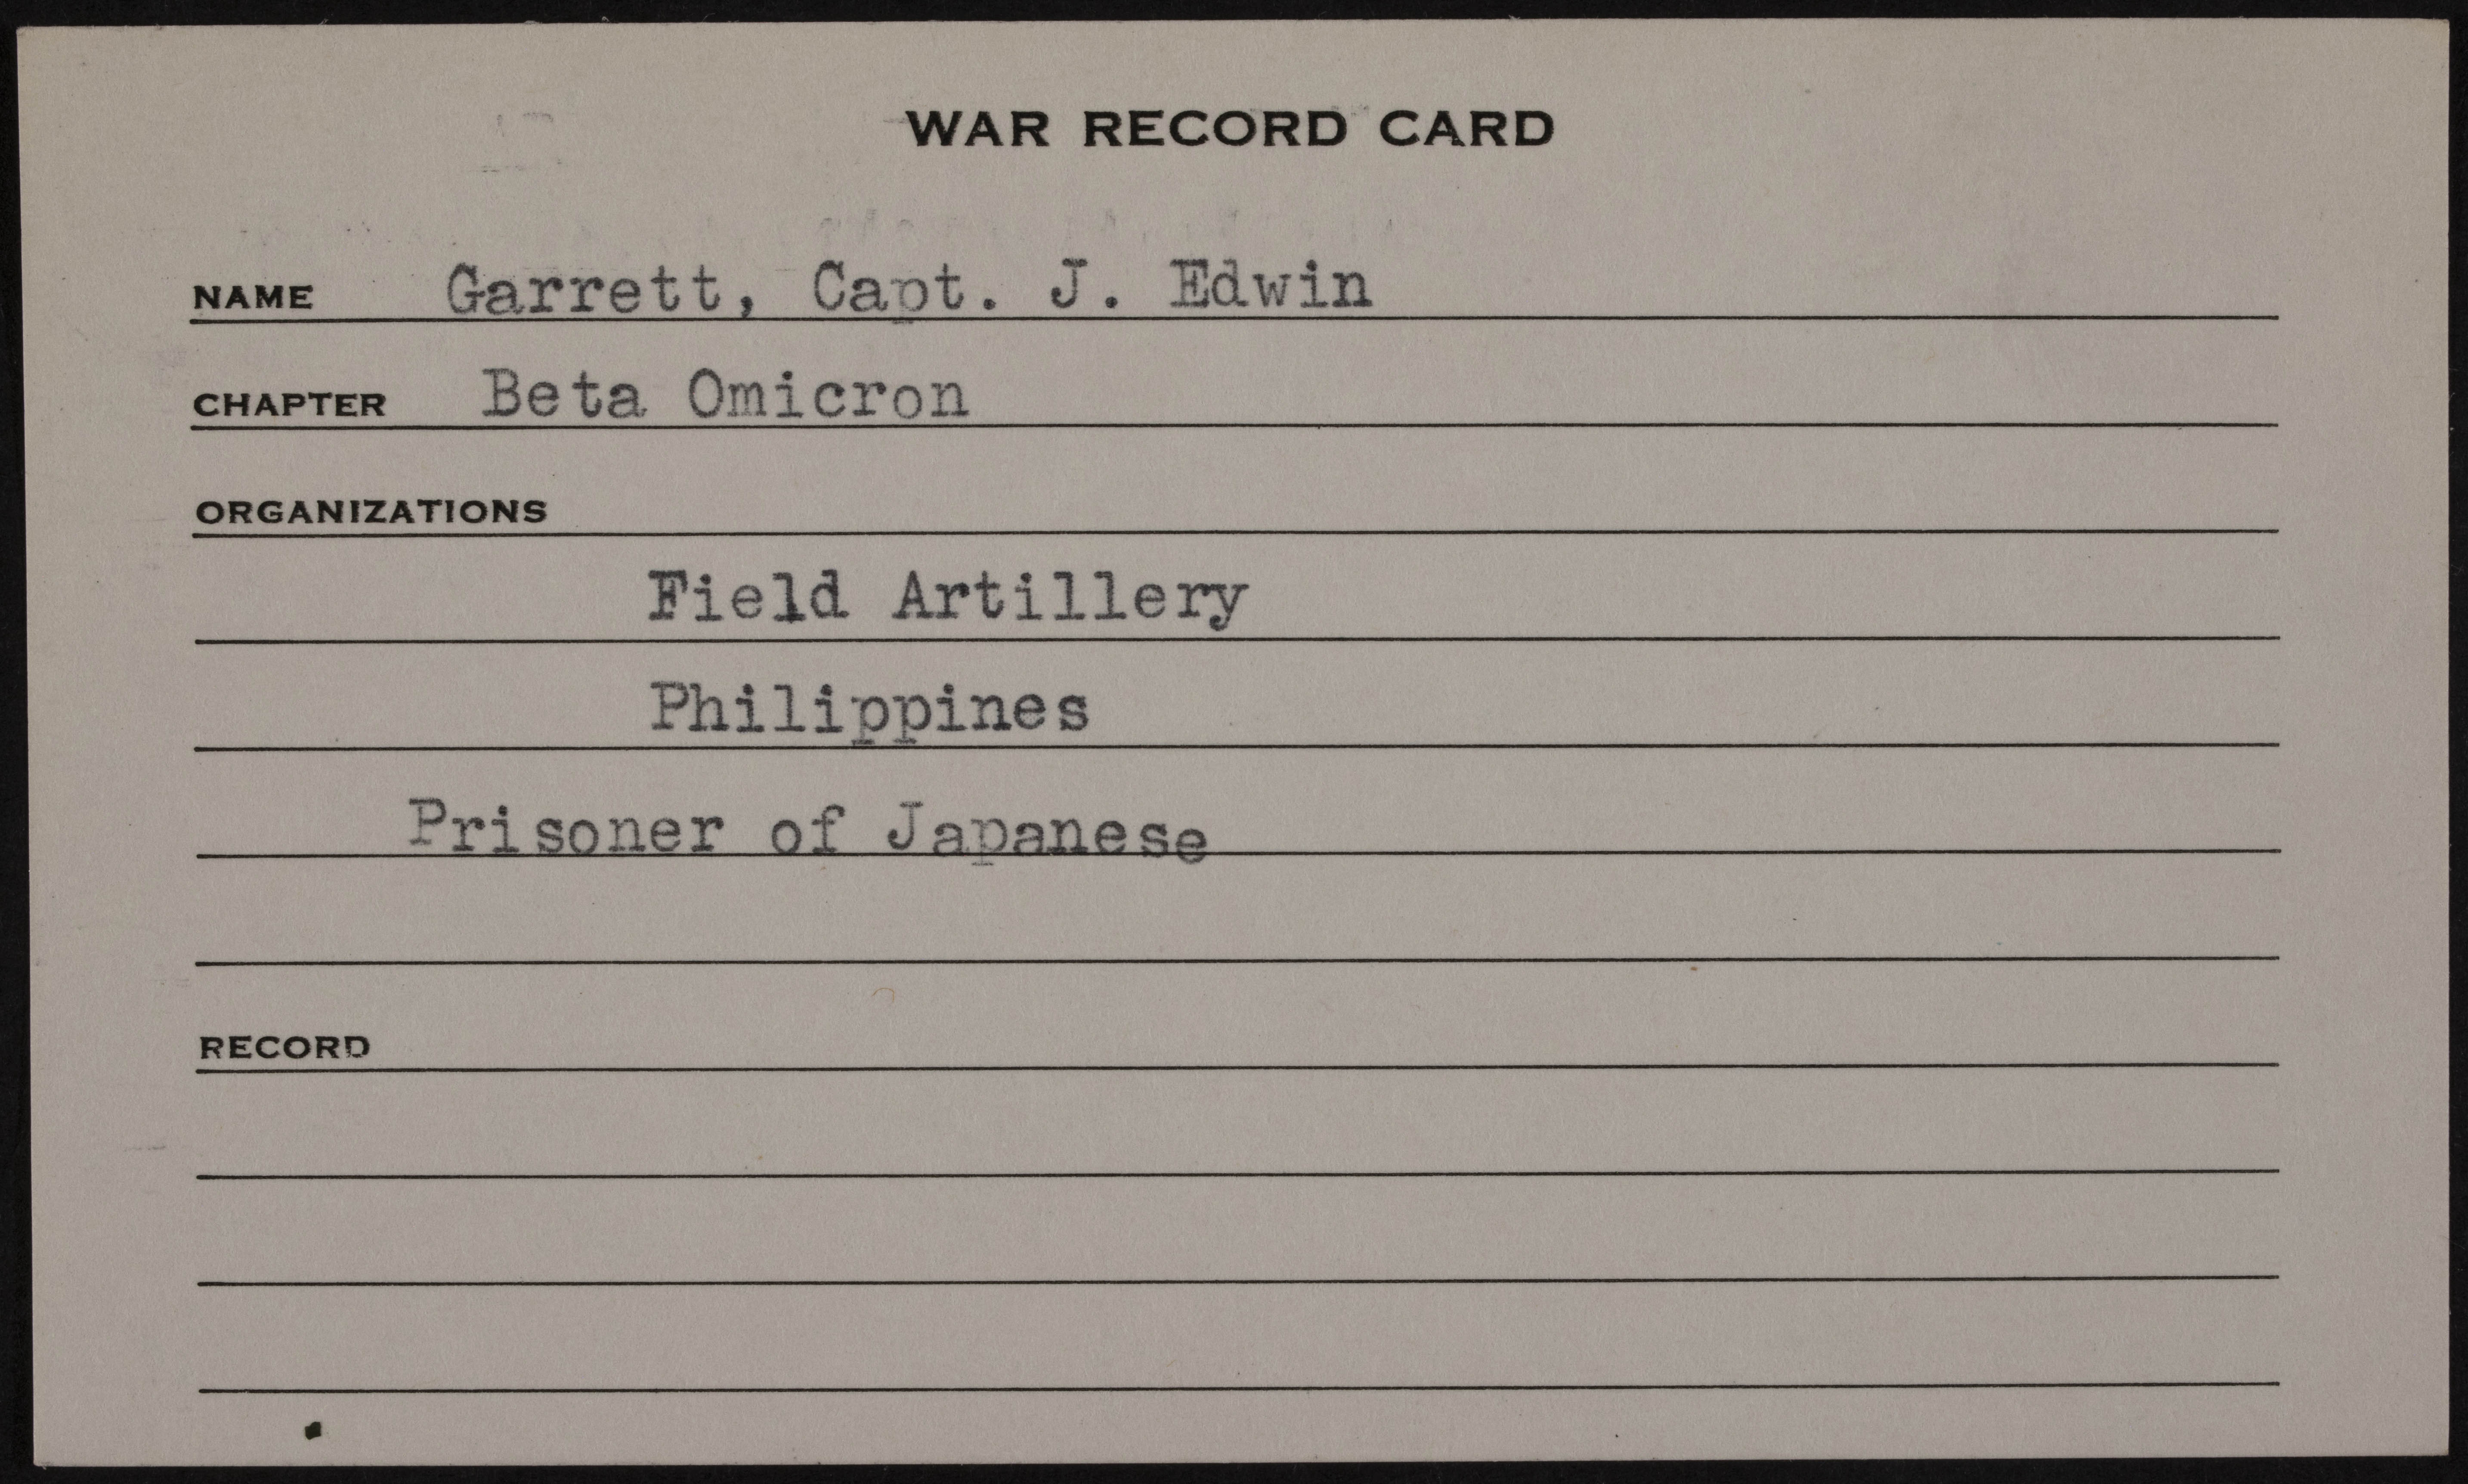 WAR RECORD CARD
NAME Garrett, Capt. J. Edwin
CHAPTER Beta Omicron
ORGANIZATIONS
Field Artillery
Philippines
Prisoner of Japanese
RECORD